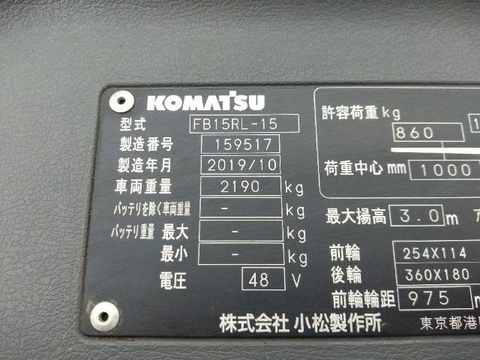 KOMATSU
型式 FB15RL-15
製造番号 159517
製造年月 2019/10
車両重量 2190 kg
バッテリを除く車両重量 - kg
バッテリ重量 最大 - kg
最小 - kg
電圧 48 V
株式会社 小松製作所
許容荷重 kg
860
荷重中心 mm 1000
最大揚高 3.0 m
前輪 254X114
後輪 360X180
前輪輪距 975
東京都港